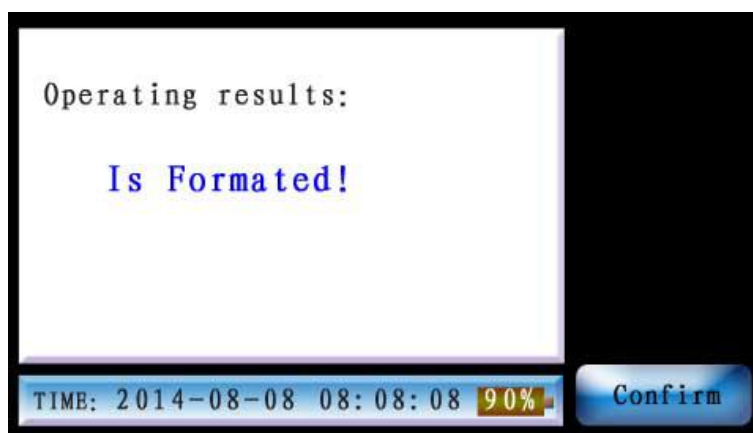 Operating results:
Is Formated!
TIME: 2014-08-08 08:08:08 90%
Confirm